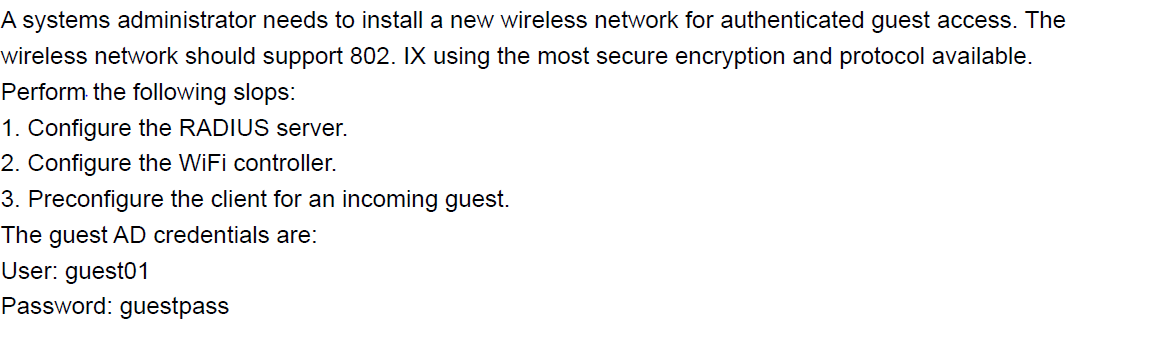 A systems administrator needs to install a new wireless network for authenticated guest access. The
wireless network should support 802. IX using the most secure encryption and protocol available.
Perform the following slops:
1. Configure the RADIUS server.
2. Configure the WiFi controller.
3. Preconfigure the client for an incoming guest.
The guest AD credentials are:
User: guest01
Password: guestpass